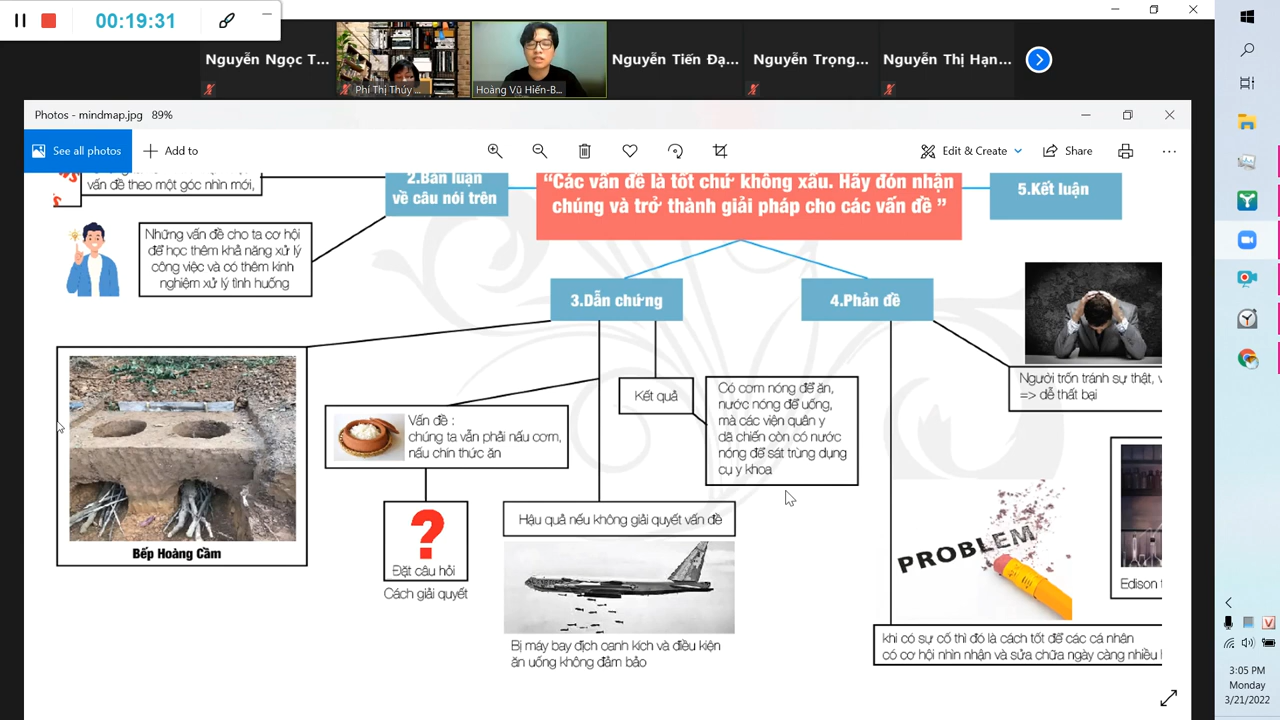 00:19:31
Nguyễn Ngọc T...
Phí Thị Thúy ...
Hoàng Vũ Hiến-B...
Nguyễn Tiến Đạ...
Nguyễn Trọng...
Nguyễn Thị Hạn...
Photos - mindmap.jpg 89%
See all photos
Add to
Edit & Create
Share
vấn đề theo một góc nhìn mới,
2.Bàn luận
về câu nói trên
“Các vấn đề là tốt chứ không xấu. Hãy đón nhận
chúng và trở thành giải pháp cho các vấn đề ”
5.Kết luận
Những vấn đề cho ta cơ hội
để học thêm khả năng xử lý
công việc và có thêm kinh
nghiệm xử lý tình huống
3.Dẫn chứng
4.Phản đề
Người trốn tránh sự thật, v
=> dễ thất bại
Bếp Hoàng Cầm
Vấn đề :
chúng ta vẫn phải nấu cơm,
nấu chín thức ăn
Kết quả
Có cơm nóng để ăn,
nước nóng để uống,
mà các viện quân y
dã chiến còn có nước
nóng để sát trùng dụng
cụ y khoa
?
Đặt câu hỏi
Cách giải quyết
Hậu quả nếu không giải quyết vấn đề
Bị máy bay địch oanh kích và điều kiện
ăn uống không đảm bảo
PROBLEM
Edison t
khi có sự cố thì đó là cách tốt để các cá nhân
có cơ hội nhìn nhận và sửa chữa ngày càng nhiều h
3:05 PM
Monday
3/21/2022